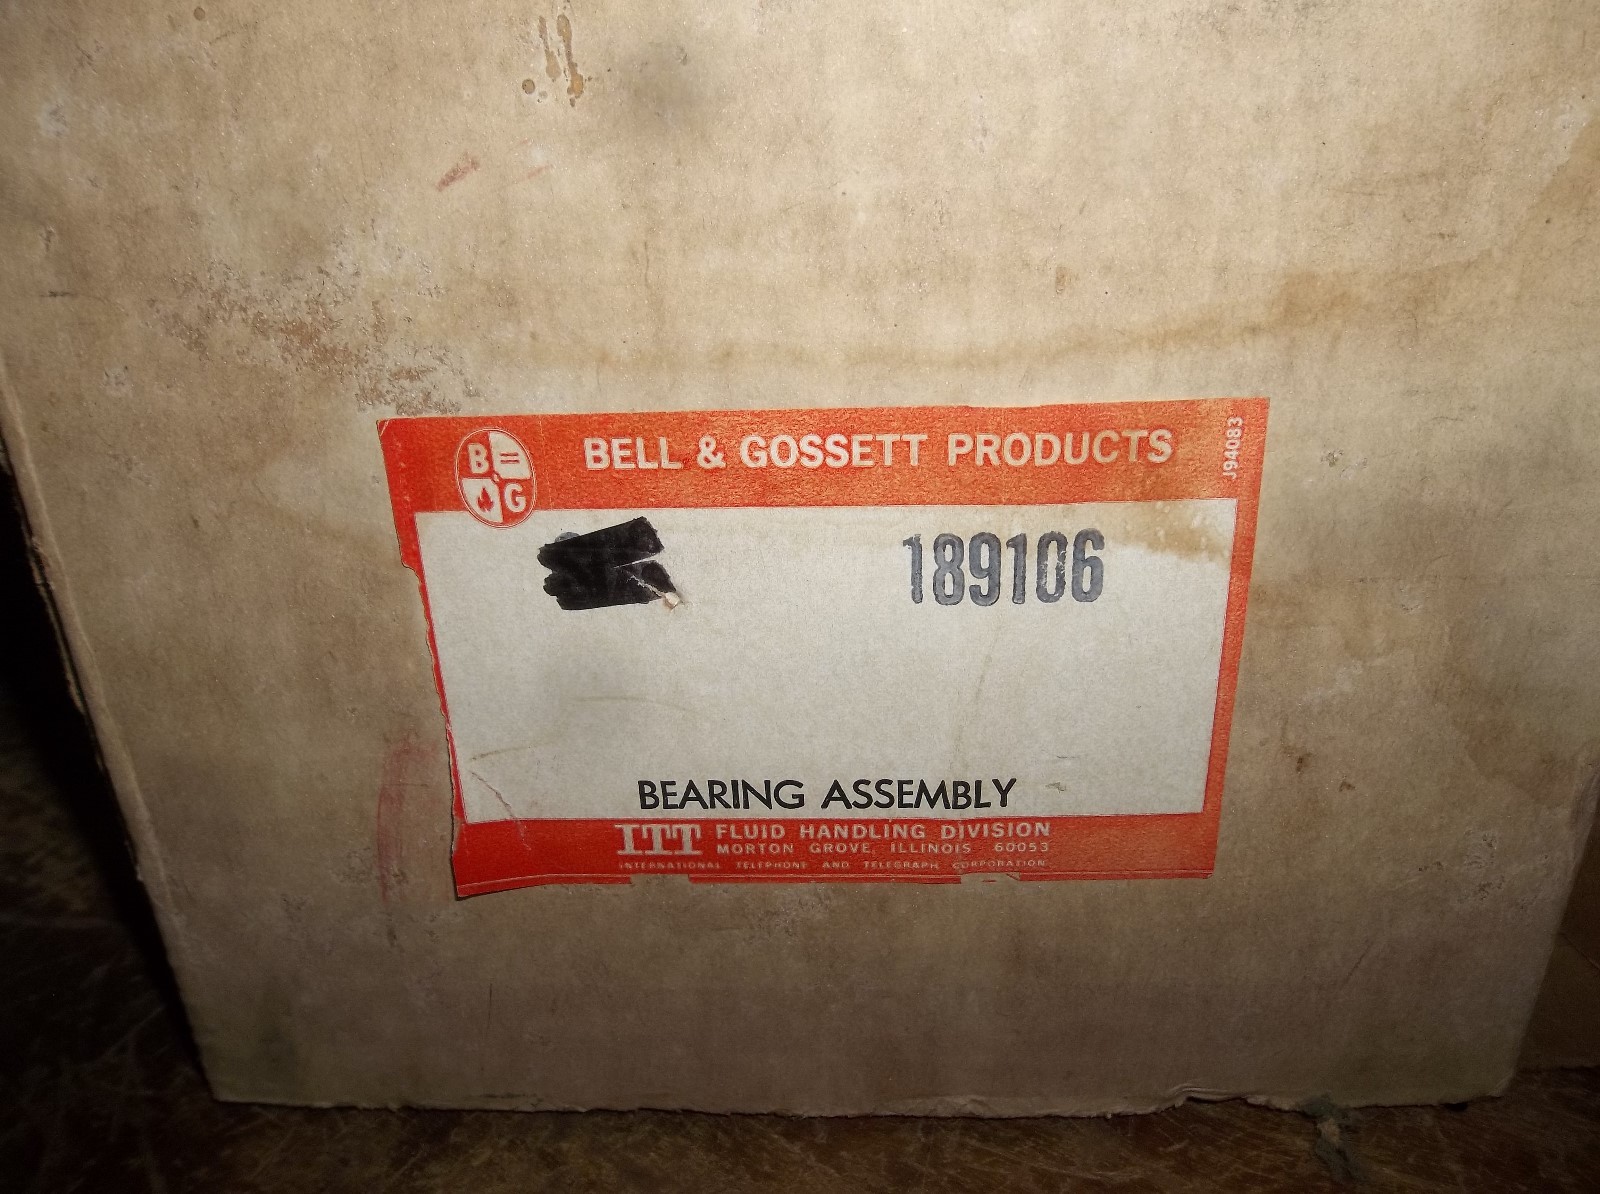 B
G
BELL & GOSSETT PRODUCTS
J94083
189106
BEARING ASSEMBLY
ITT FLUID HANDLING DIVISION
MORTON GROVE, ILLINOIS 60053
INTERNATIONAL TELEPHONE AND TELEGRAPH CORPORATION